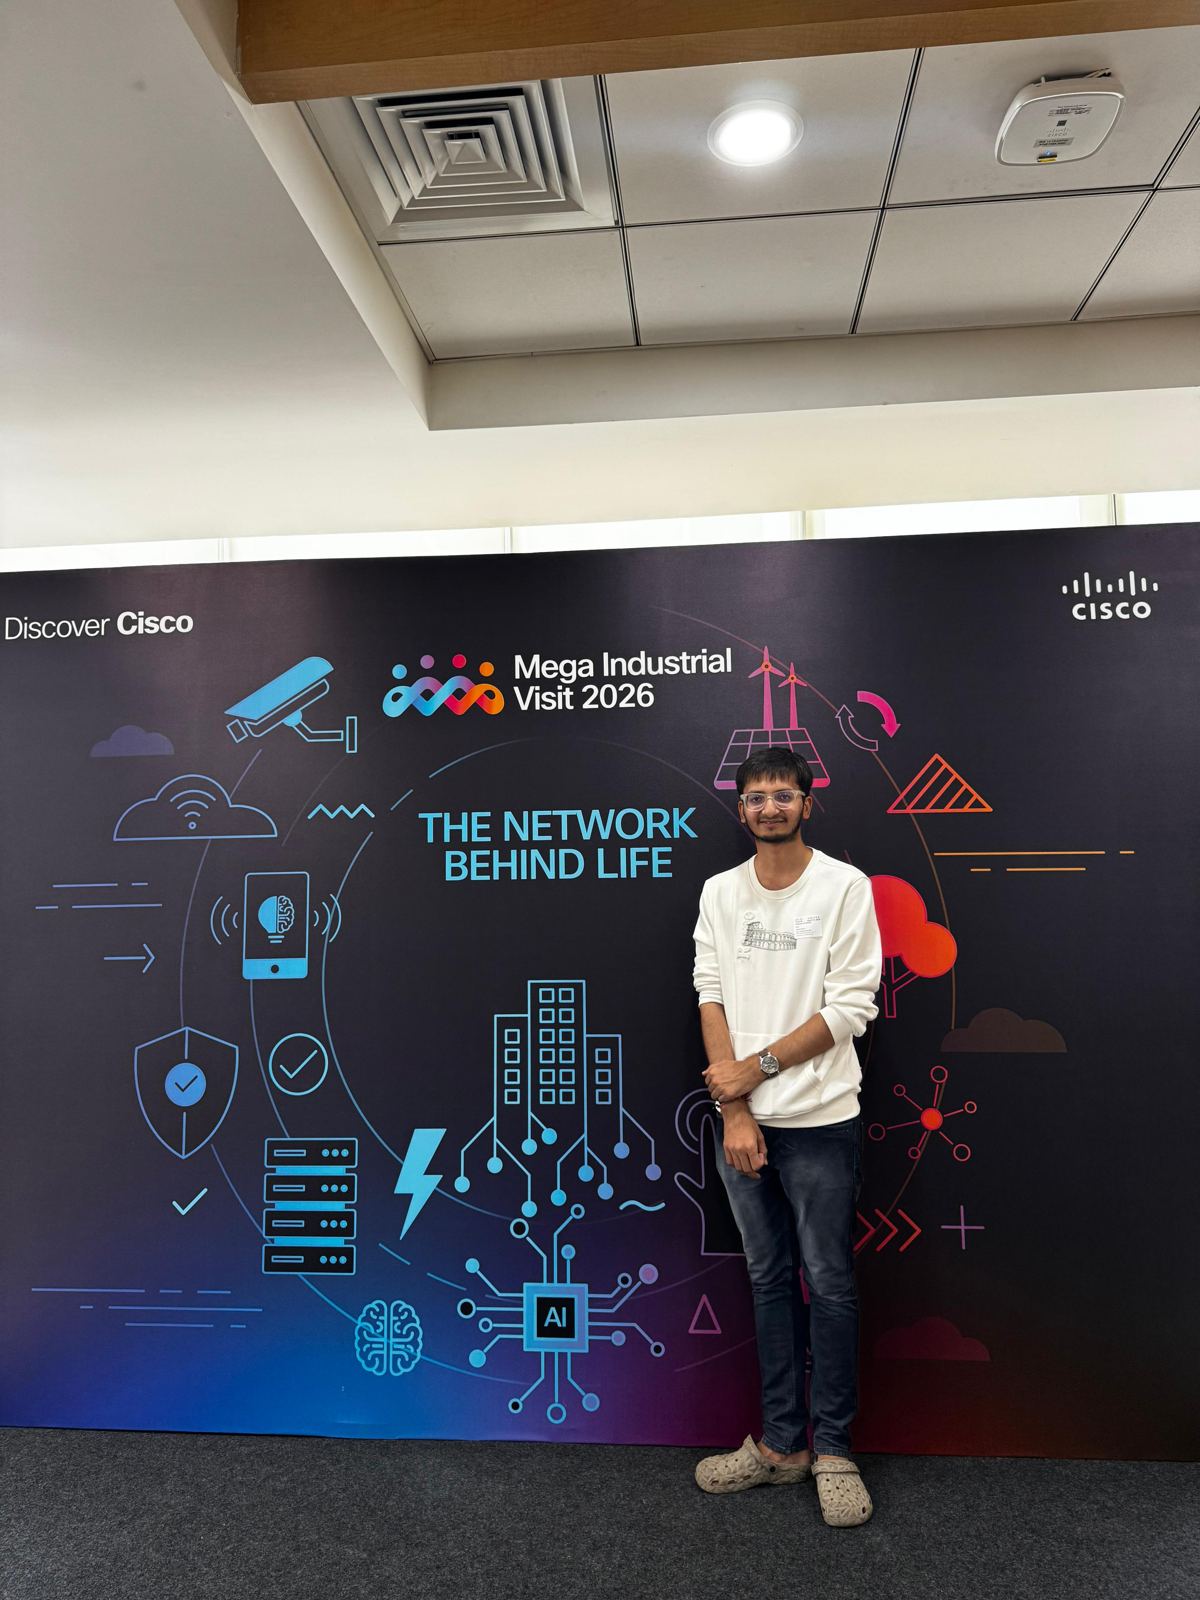 Discover Cisco
CISCO
Mega Industrial
Visit 2026
THE NETWORK
BEHIND LIFE
AI